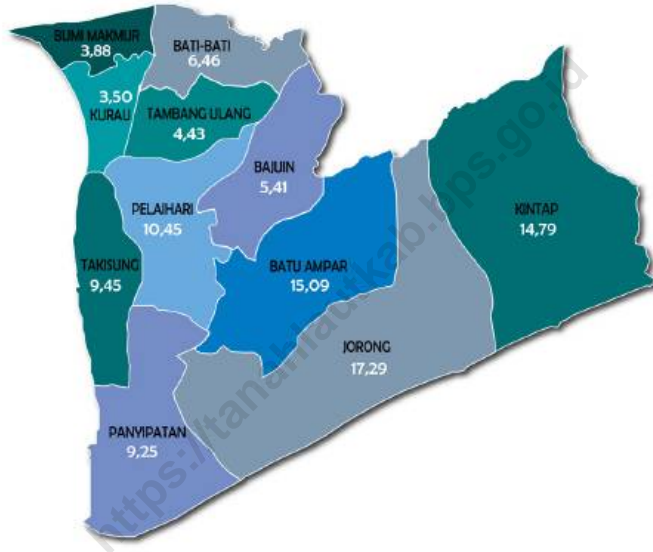 BUMI MAKMUR
3,88
BATI-BATI
6,46
3,50
KURAU
TAMBANG ULANG
4,43
BAJUIN
5,41
PELAIHARI
10,45
KINTAP
14,79
TAKISUNG
9,45
BATU AMPAR
15,09
JORONG
17,29
PANYIPATAN
9,25
https://tanahlautkab.bps.go.id